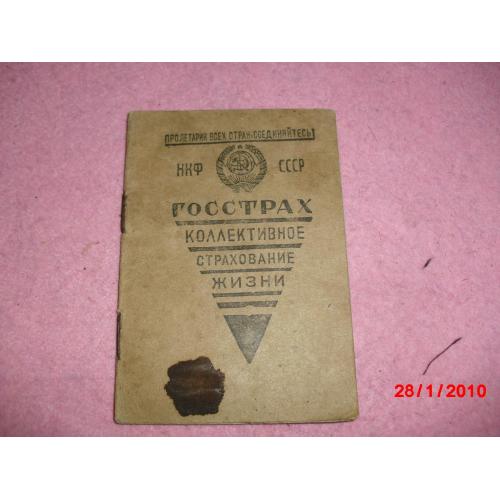 ПРОЛЕТАРИИ ВСЕХ СТРАН, СОЕДИНЯЙТЕСЬ!
НКФ СССР
ГОССТРАХ
КОЛЛЕКТИВНОЕ
СТРАХОВАНИЕ
ЖИЗНИ
28/1/2010